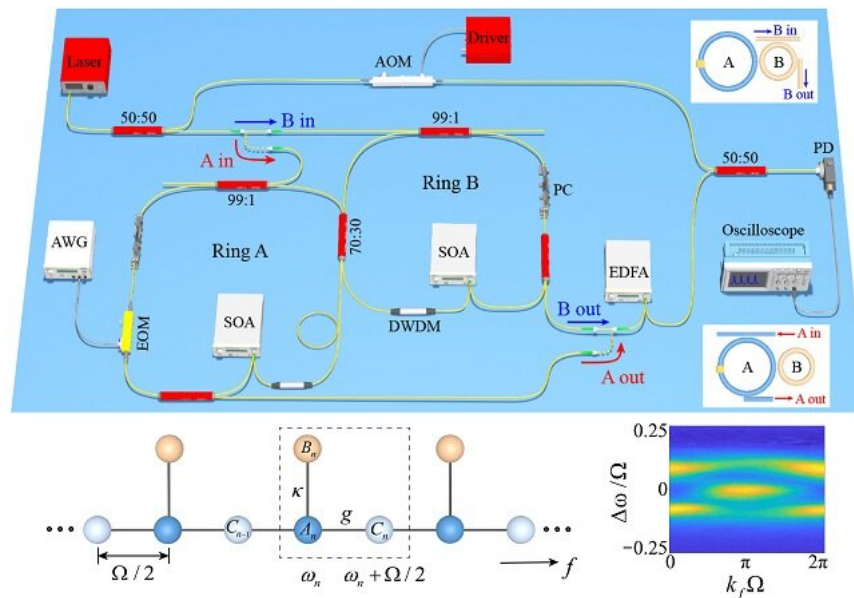 Laser
Driver
AOM
A
B
B in
B out
50:50
B in
99:1
A in
50:50
PD
Ring B
PC
99:1
AWG
Ring A
70:30
Oscilloscope
SOA
EDFA
EOM
SOA
DWDM
B out
A out
A in
A
B
A out
B_n
κ
g
C_{n-1}
A_n
C_n
Ω/2
ω_n
ω_n + Ω/2
f
0.25
0
−0.25
Δω/Ω
0
π
2π
k_f Ω